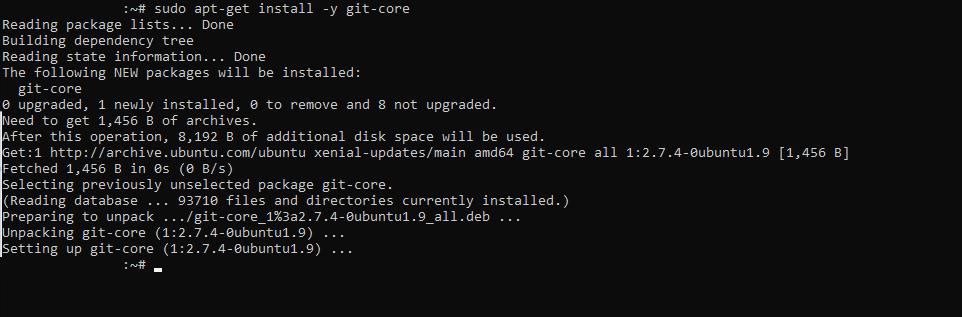 :~# sudo apt-get install -y git-core
Reading package lists... Done
Building dependency tree
Reading state information... Done
The following NEW packages will be installed:
  git-core
0 upgraded, 1 newly installed, 0 to remove and 8 not upgraded.
Need to get 1,456 B of archives.
After this operation, 8,192 B of additional disk space will be used.
Get:1 http://archive.ubuntu.com/ubuntu xenial-updates/main amd64 git-core all 1:2.7.4-0ubuntu1.9 [1,456 B]
Fetched 1,456 B in 0s (0 B/s)
Selecting previously unselected package git-core.
(Reading database ... 93710 files and directories currently installed.)
Preparing to unpack .../git-core_1%3a2.7.4-0ubuntu1.9_all.deb ...
Unpacking git-core (1:2.7.4-0ubuntu1.9) ...
Setting up git-core (1:2.7.4-0ubuntu1.9) ...
:~#